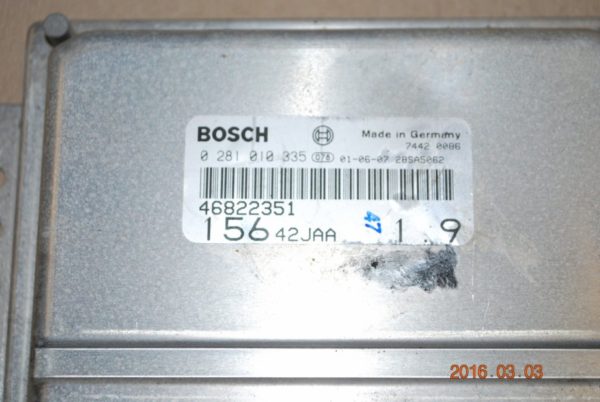 BOSCH
Made in Germany
7442 0086
0 281 010 335 076 01-06-07 28SA5062
46822351
156 42JAA 47 1.9
2016.03.03